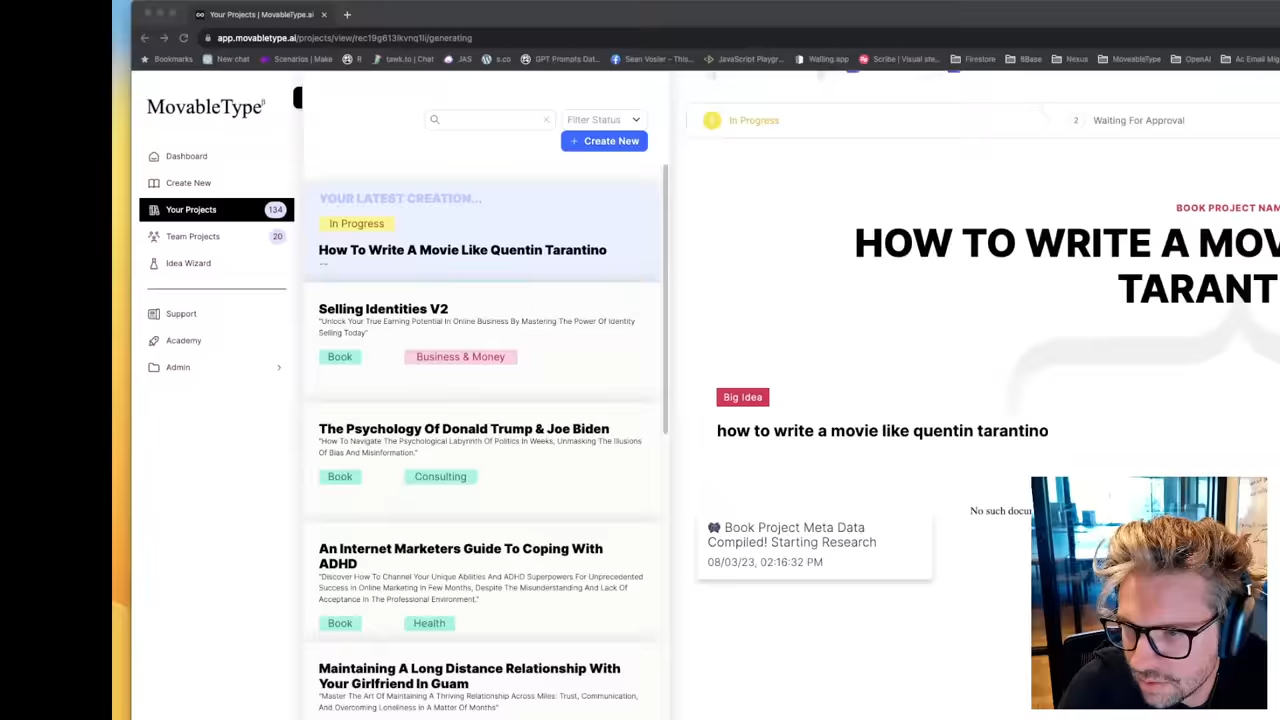 Your Projects | MovableType.ai
app.movabletype.ai/projects/view/rec19g613lkvnq1li/generating
Bookmarks
New chat
Scenarios | Make
R
tawk.to | Chat
JAS
s.co
GPT Prompts Dat...
Sean Vosler – This...
JavaScript Playgr...
Walling.app
Scribe | Visual ste...
Firestore
BBase
Nexus
MoveableType
OpenAI
Ac Email Mig
MovableType β
Dashboard
Create New
Your Projects 134
Team Projects 20
Idea Wizard
Support
Academy
Admin
Filter Status
+ Create New
YOUR LATEST CREATION...
In Progress
How To Write A Movie Like Quentin Tarantino
Selling Identities V2
"Unlock Your True Earning Potential In Online Business By Mastering The Power Of Identity
Selling Today"
Book Business & Money
The Psychology Of Donald Trump & Joe Biden
"How To Navigate The Psychological Labyrinth Of Politics In Weeks, Unmasking The Illusions
Of Bias And Misinformation."
Book Consulting
An Internet Marketers Guide To Coping With
ADHD
"Discover How To Channel Your Unique Abilities And ADHD Superpowers For Unprecedented
Success In Online Marketing In Few Months, Despite The Misunderstanding And Lack Of
Acceptance In The Professional Environment."
Book Health
Maintaining A Long Distance Relationship With
Your Girlfriend In Guam
"Master The Art Of Maintaining A Thriving Relationship Across Miles: Trust, Communication,
And Overcoming Loneliness In A Matter Of Months"
In Progress
2 Waiting For Approval
BOOK PROJECT NAM
HOW TO WRITE A MOV
TARANT
Big Idea
how to write a movie like quentin tarantino
No such docu
Book Project Meta Data
Compiled! Starting Research
08/03/23, 02:16:32 PM